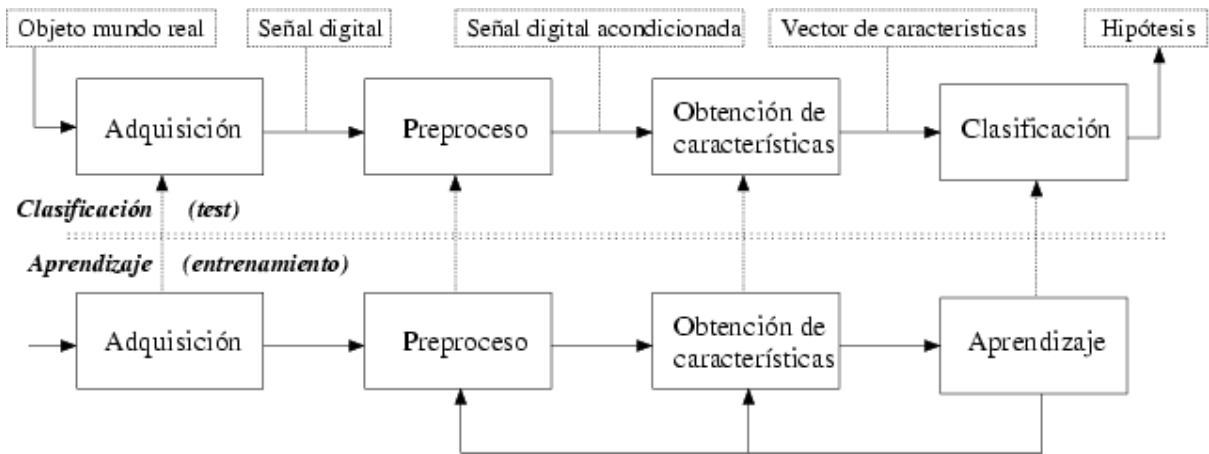 Objeto mundo real
Señal digital
Señal digital acondicionada
Vector de caracteristicas
Hipótesis
Adquisición
Preproceso
Obtención de
características
Clasificación
Clasificación (test)
Aprendizaje (entrenamiento)
Adquisición
Preproceso
Obtención de
características
Aprendizaje